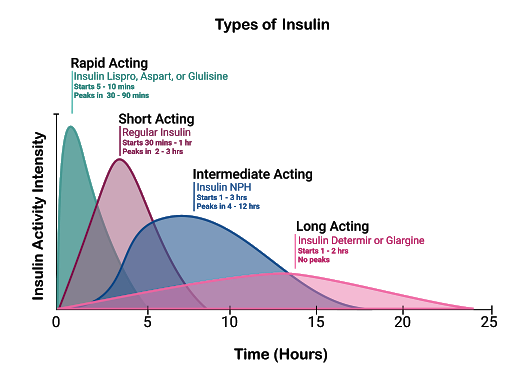 Types of Insulin
Rapid Acting
Insulin Lispro, Aspart, or Glulisine
Starts 5 - 10 mins
Peaks in 30 - 90 mins
Short Acting
Regular Insulin
Starts 30 mins - 1 hr
Peaks in 2 - 3 hrs
Intermediate Acting
Insulin NPH
Starts 1 - 3 hrs
Peaks in 4 - 12 hrs
Long Acting
Insulin Determir or Glargine
Starts 1 - 2 hrs
No peaks
Insulin Activity Intensity
0 5 10 15 20 25
Time (Hours)